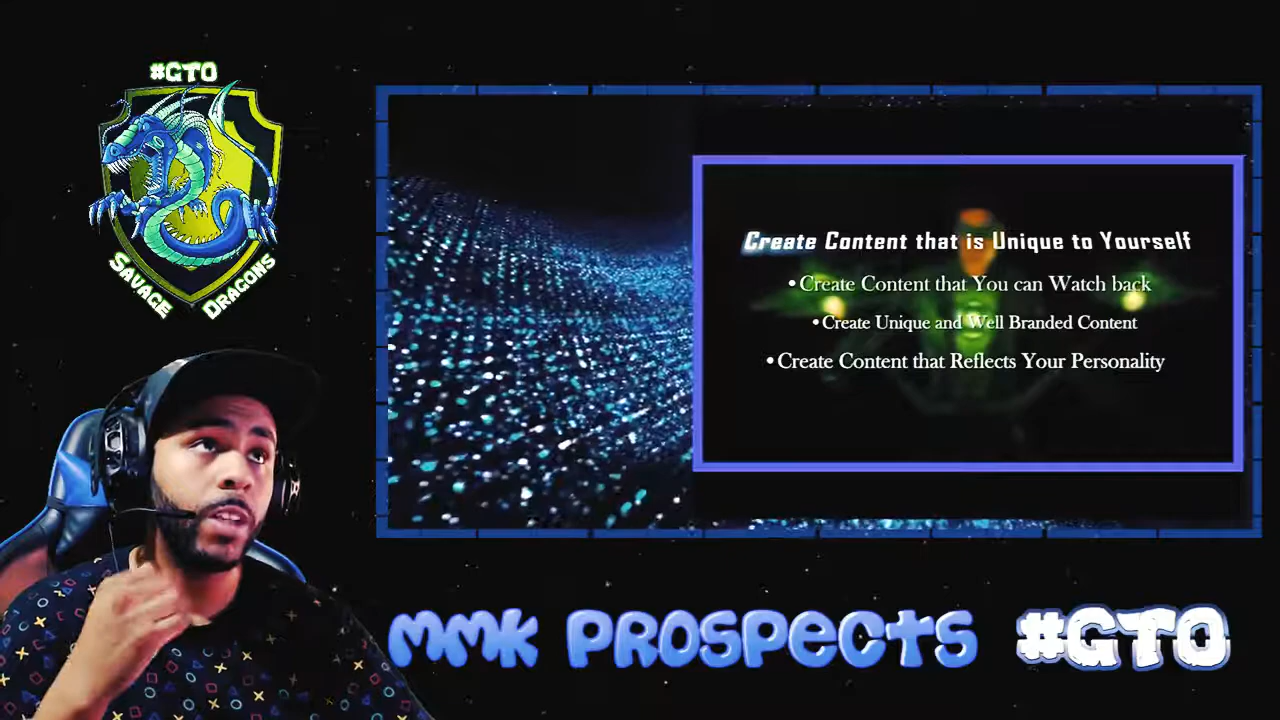 #GTO
SAVAGE DRAGONS
Create Content that is Unique to Yourself
• Create Content that You can Watch back
• Create Unique and Well Branded Content
• Create Content that Reflects Your Personality
MMK PROSPECTS #GTO